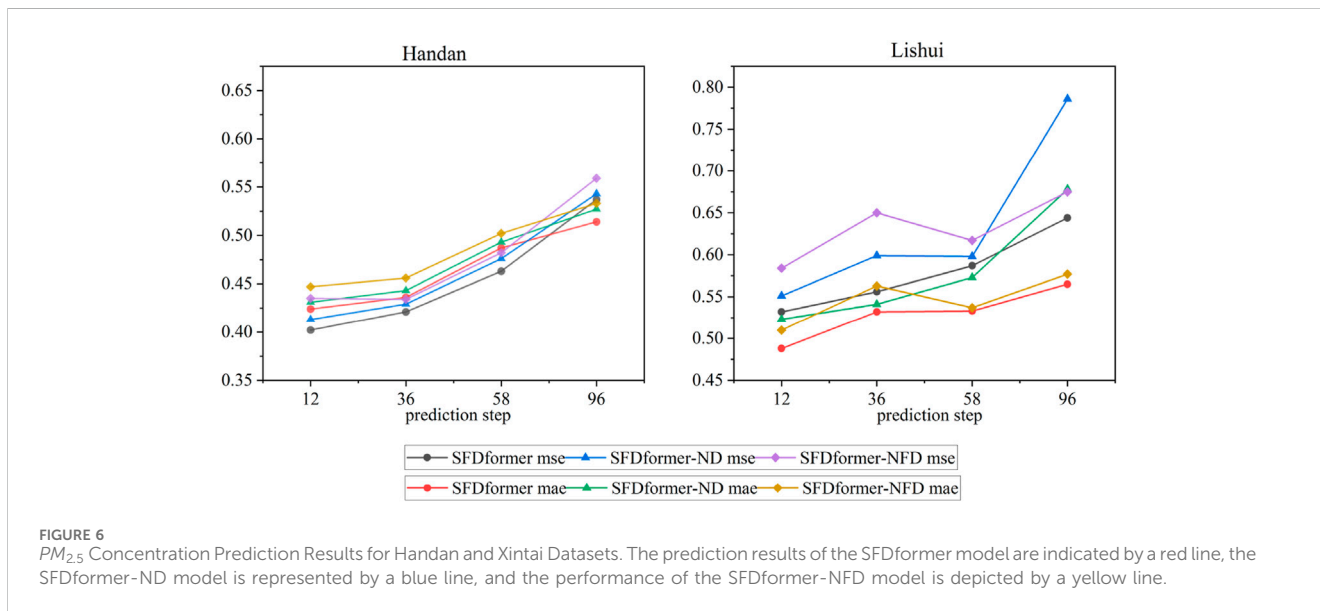 Handan
0.65
0.60
0.55
0.50
0.45
0.40
0.35
12 36 58 96
prediction step
Lishui
0.80
0.75
0.70
0.65
0.60
0.55
0.50
0.45
12 36 58 96
prediction step
SFDformer mse SFDformer-ND mse SFDformer-NFD mse
SFDformer mae SFDformer-ND mae SFDformer-NFD mae
FIGURE 6
PM2.5 Concentration Prediction Results for Handan and Xintai Datasets. The prediction results of the SFDformer model are indicated by a red line, the
SFDformer-ND model is represented by a blue line, and the performance of the SFDformer-NFD model is depicted by a yellow line.